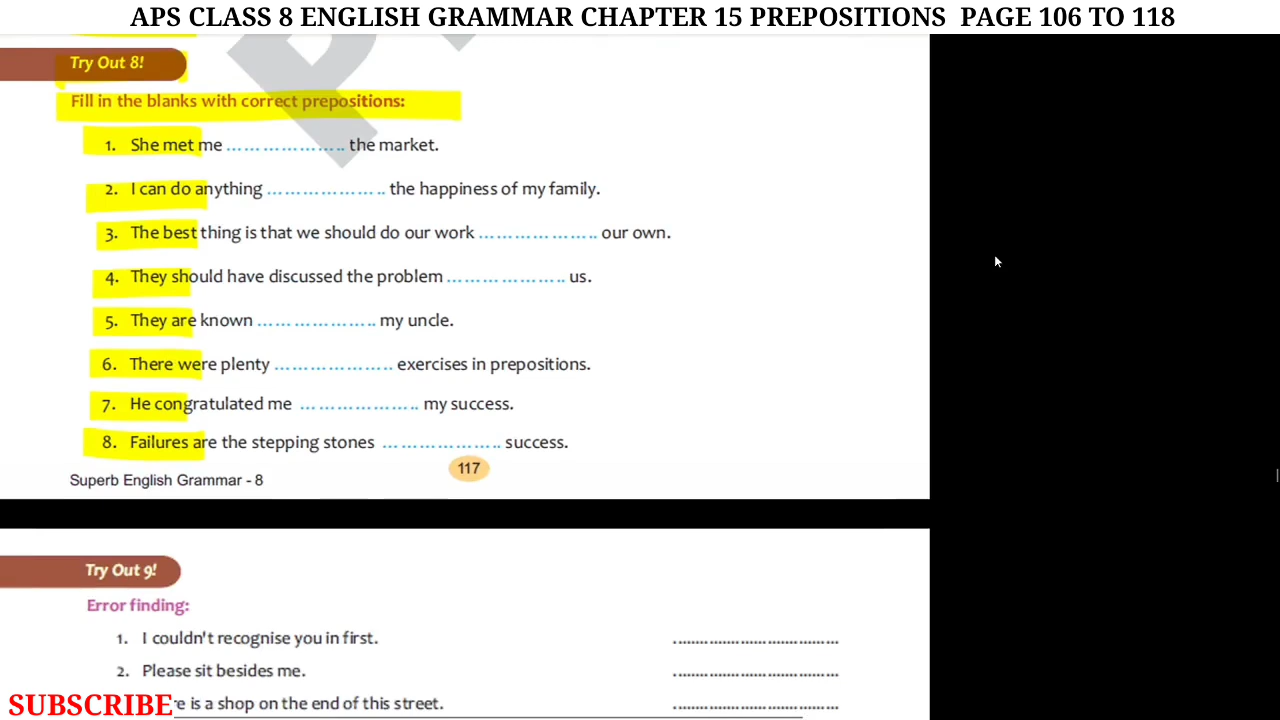 APS CLASS 8 ENGLISH GRAMMAR CHAPTER 15 PREPOSITIONS PAGE 106 TO 118
Try Out 8!
Fill in the blanks with correct prepositions:
1. She met me ………………….. the market.
2. I can do anything ………………….. the happiness of my family.
3. The best thing is that we should do our work ………………….. our own.
4. They should have discussed the problem ………………….. us.
5. They are known ………………….. my uncle.
6. There were plenty ………………….. exercises in prepositions.
7. He congratulated me ………………….. my success.
8. Failures are the stepping stones ………………….. success.
117
Superb English Grammar - 8
Try Out 9!
Error finding:
1. I couldn't recognise you in first. ....................................
2. Please sit besides me. ....................................
is a shop on the end of this street. ....................................
SUBSCRIBE